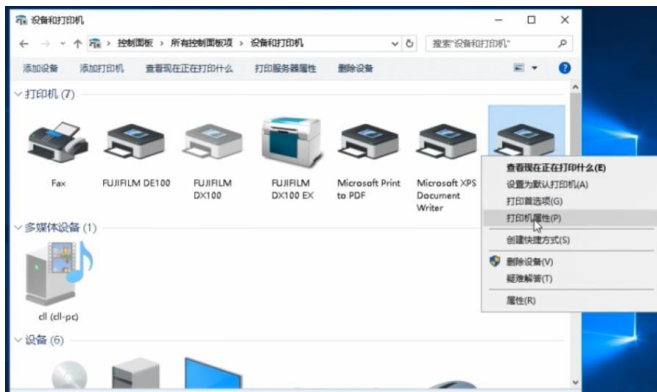 设备和打印机
控制面板 › 所有控制面板项 › 设备和打印机
搜索"设备和打印机"
添加设备 添加打印机 查看现在正在打印什么 打印服务器属性 删除设备
打印机 (7)
Fax
FUJIFILM DE100
FUJIFILM
DX100
FUJIFILM
DX100 EX
Microsoft Print
to PDF
Microsoft XPS
Document
Writer
查看现在正在打印什么(E)
设置为默认打印机(A)
打印首选项(G)
打印机属性(P)
创建快捷方式(S)
删除设备(V)
疑难解答(T)
属性(R)
多媒体设备 (1)
cll (cll-pc)
设备 (6)